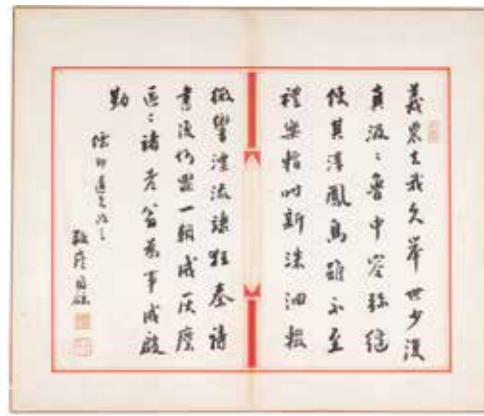 羲農去我久舉世少復
真汲〻魯中叟彌縫
使其淳鳳鳥雖不至
禮樂暫時新洙泗輟
微響漂流逮狂秦詩
書復何罪一朝成灰塵
區〻諸老翁為事誠殷
勤